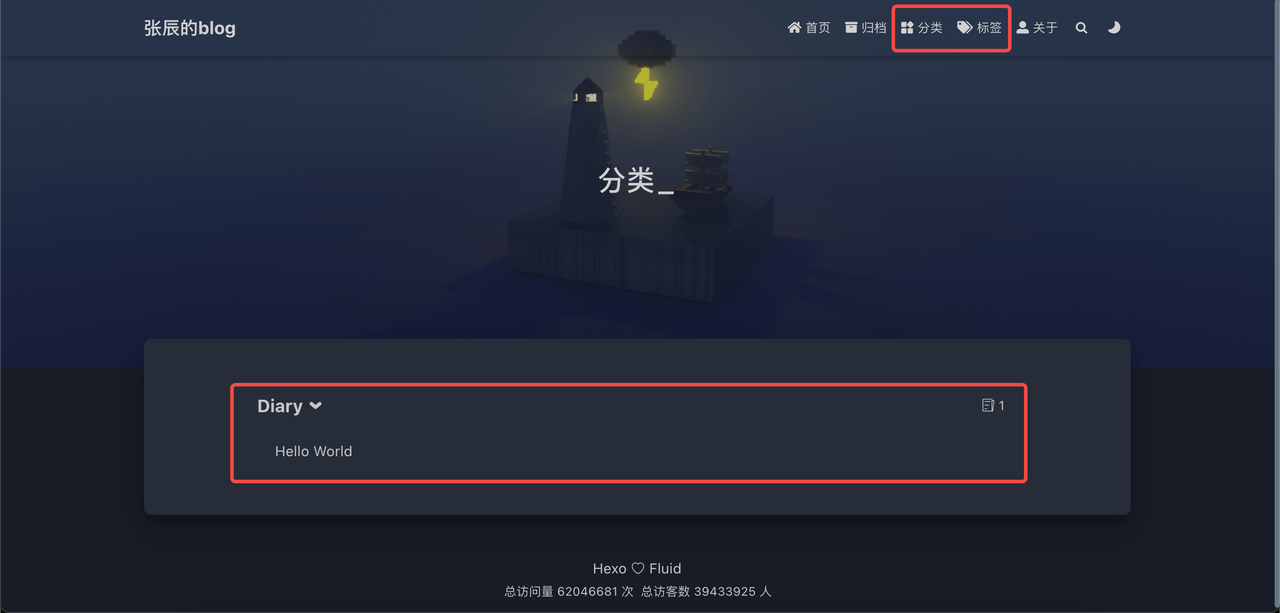 张辰的blog
首页 归档 分类 标签 关于
分类_
Diary 1
Hello World
Hexo ♡ Fluid
总访问量 62046681 次 总访客数 39433925 人